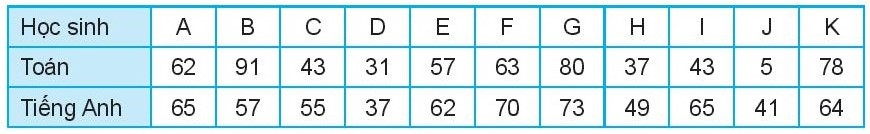 Học sinh A B C D E F G H I J K
Toán 62 91 43 31 57 63 80 37 43 5 78
Tiếng Anh 65 57 55 37 62 70 73 49 65 41 64